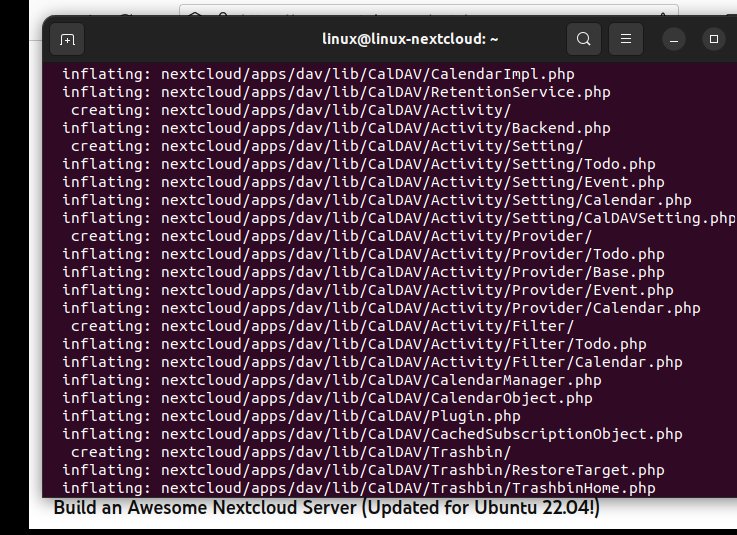 linux@linux-nextcloud: ~
inflating: nextcloud/apps/dav/lib/CalDAV/CalendarImpl.php
inflating: nextcloud/apps/dav/lib/CalDAV/RetentionService.php
creating: nextcloud/apps/dav/lib/CalDAV/Activity/
inflating: nextcloud/apps/dav/lib/CalDAV/Activity/Backend.php
creating: nextcloud/apps/dav/lib/CalDAV/Activity/Setting/
inflating: nextcloud/apps/dav/lib/CalDAV/Activity/Setting/Todo.php
inflating: nextcloud/apps/dav/lib/CalDAV/Activity/Setting/Event.php
inflating: nextcloud/apps/dav/lib/CalDAV/Activity/Setting/Calendar.php
inflating: nextcloud/apps/dav/lib/CalDAV/Activity/Setting/CalDAVSetting.php
creating: nextcloud/apps/dav/lib/CalDAV/Activity/Provider/
inflating: nextcloud/apps/dav/lib/CalDAV/Activity/Provider/Todo.php
inflating: nextcloud/apps/dav/lib/CalDAV/Activity/Provider/Base.php
inflating: nextcloud/apps/dav/lib/CalDAV/Activity/Provider/Event.php
inflating: nextcloud/apps/dav/lib/CalDAV/Activity/Provider/Calendar.php
creating: nextcloud/apps/dav/lib/CalDAV/Activity/Filter/
inflating: nextcloud/apps/dav/lib/CalDAV/Activity/Filter/Todo.php
inflating: nextcloud/apps/dav/lib/CalDAV/Activity/Filter/Calendar.php
inflating: nextcloud/apps/dav/lib/CalDAV/CalendarManager.php
inflating: nextcloud/apps/dav/lib/CalDAV/CalendarObject.php
inflating: nextcloud/apps/dav/lib/CalDAV/Plugin.php
inflating: nextcloud/apps/dav/lib/CalDAV/CachedSubscriptionObject.php
creating: nextcloud/apps/dav/lib/CalDAV/Trashbin/
inflating: nextcloud/apps/dav/lib/CalDAV/Trashbin/RestoreTarget.php
inflating: nextcloud/apps/dav/lib/CalDAV/Trashbin/TrashbinHome.php
Build an Awesome Nextcloud Server (Updated for Ubuntu 22.04!)